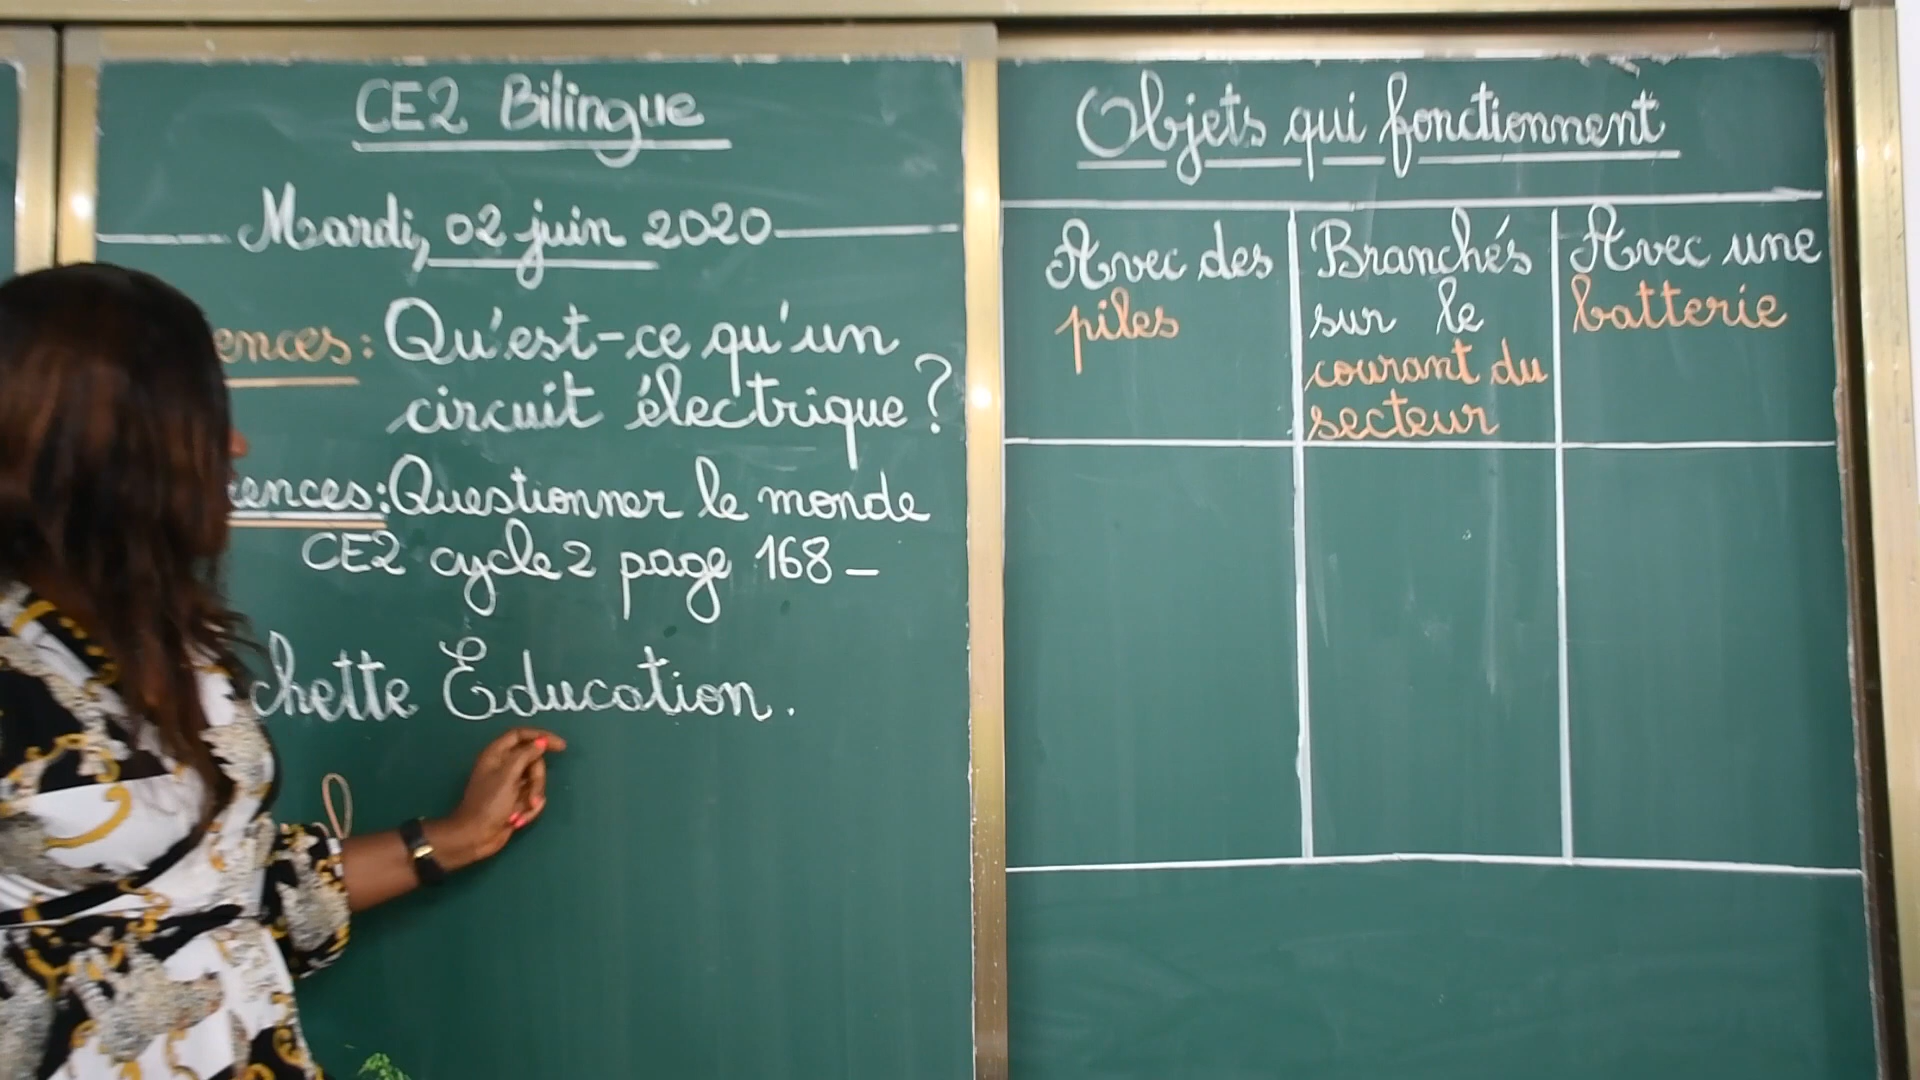 CE2 Bilingue
Mardi, 02 juin 2020
ences: Qu'est-ce qu'un
circuit électrique?
ences: Questionner le monde
CE2 cycle 2 page 168 -
chette Education.
Objets qui fonctionnent
Avec des
piles
Branchés
sur le
courant du
secteur
Avec une
batterie